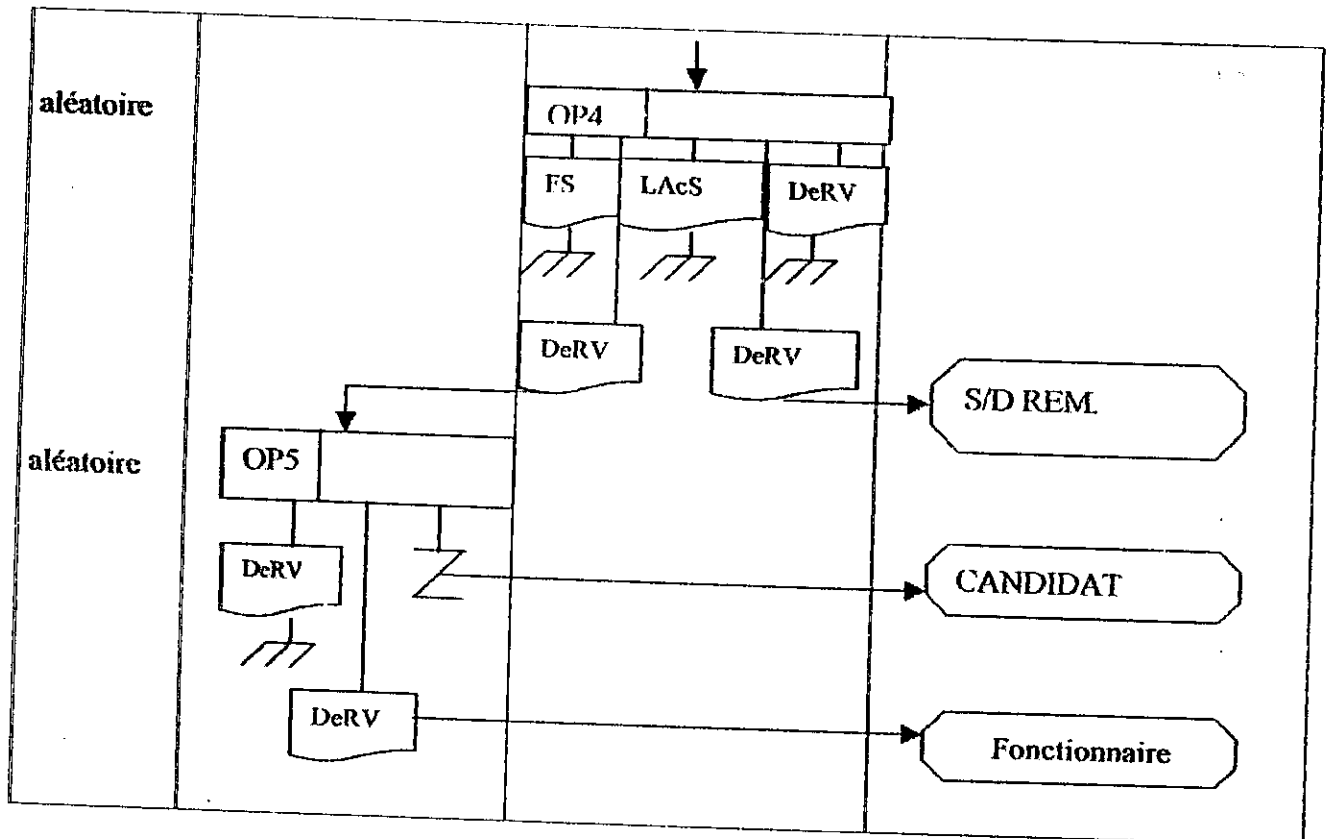 aléatoire
OP4
FS
LAcS
DeRV
DeRV
DeRV
S/D REM.
aléatoire
OP5
DeRV
CANDIDAT
DeRV
Fonctionnaire